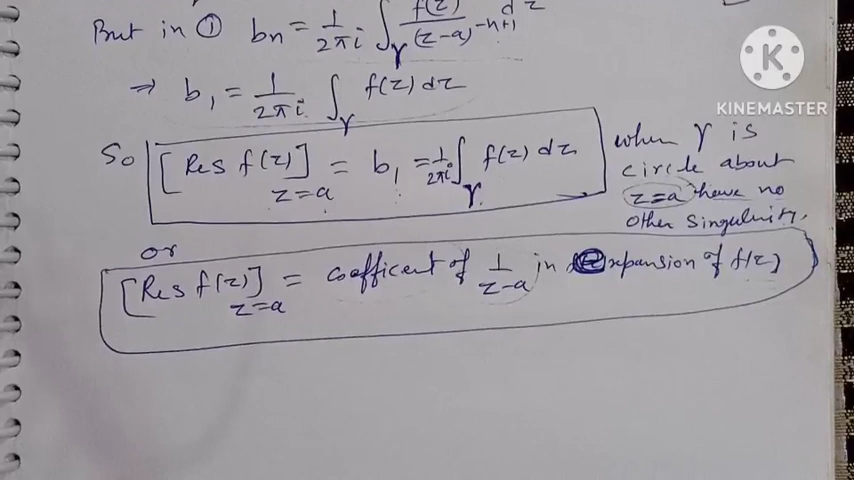 But in ① bn = 1/2πi ∫γ f(z)/(z-a)^-n+1 dz
⇒ b₁ = 1/2πi ∫γ f(z) dz
So [Res f(z)] z=a = b₁ = 1/2πi ∫γ f(z) dz
when γ is
circle about
z=a have no
other singularity,
or
[Res f(z)] z=a = coefficent of 1/z-a in Expansion of f(z)
KINEMASTER